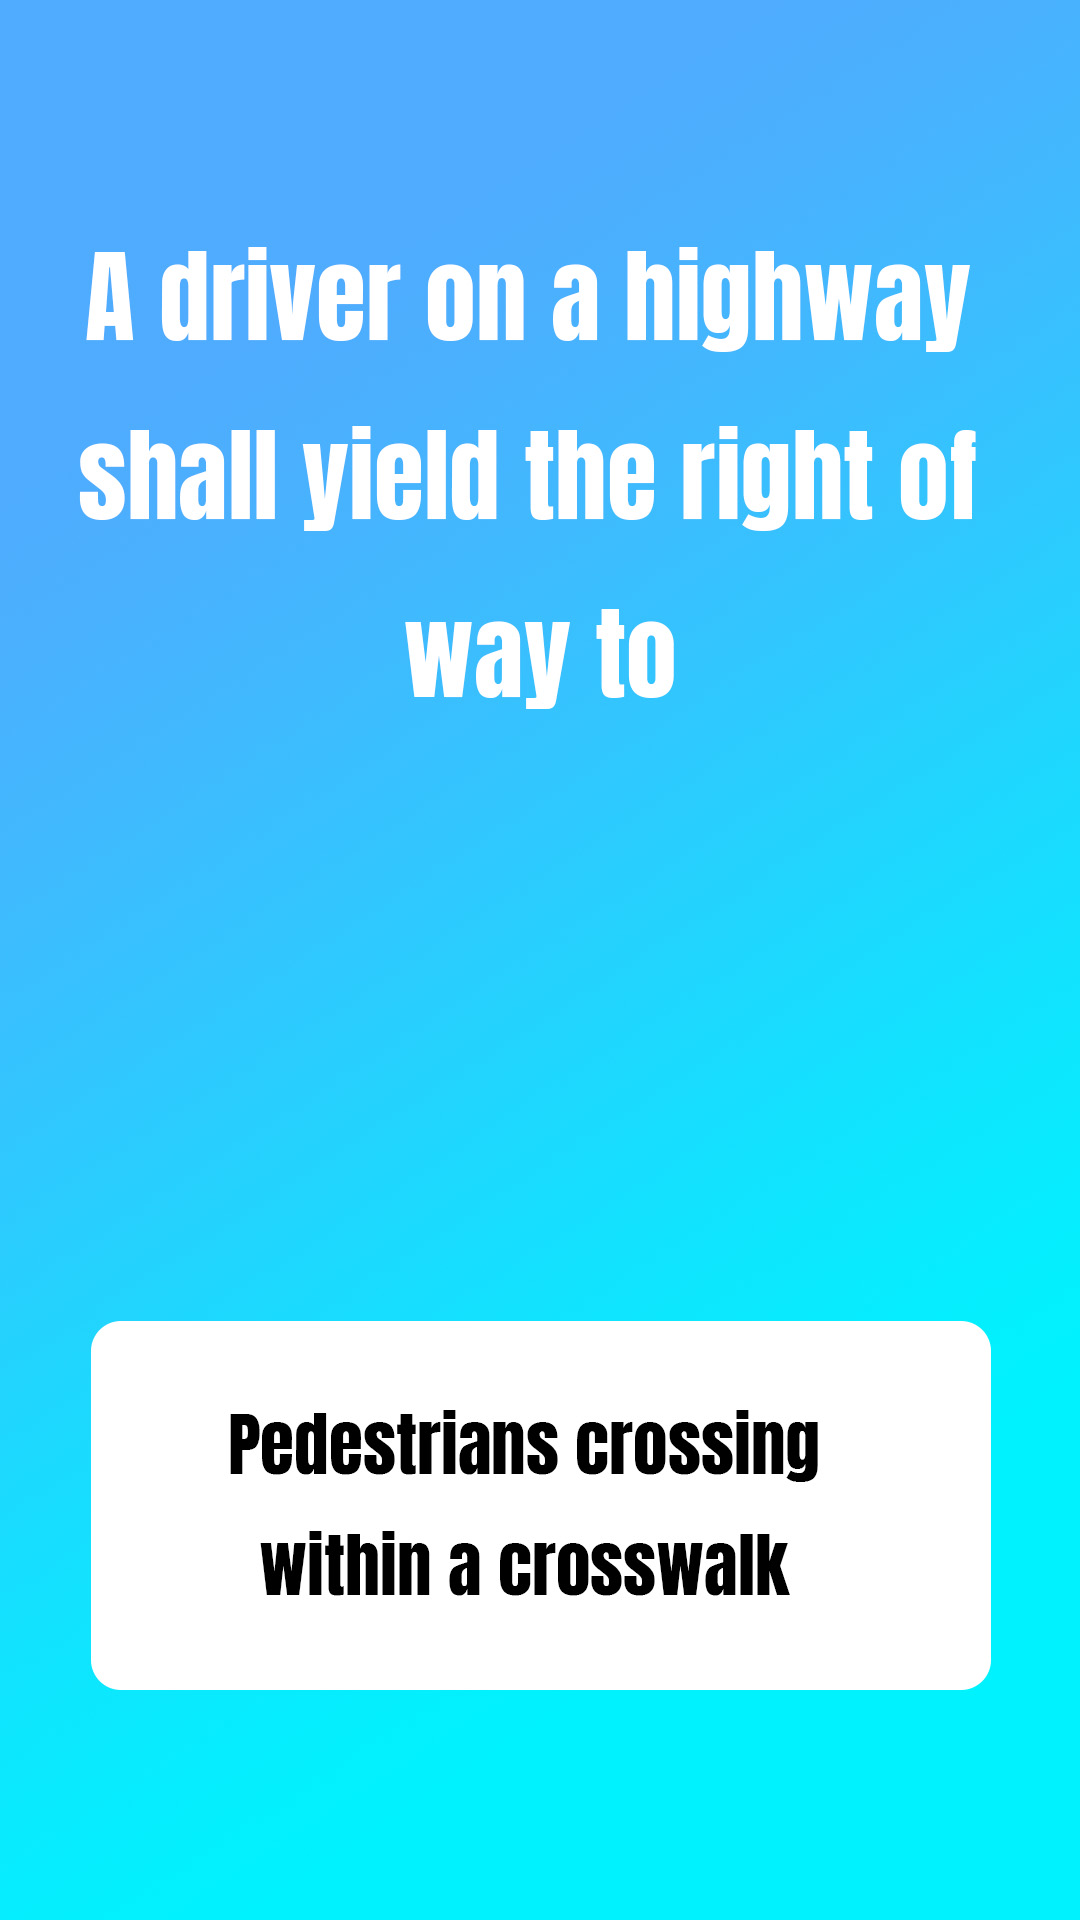 A driver on a highway
shall yield the right of
way to
Pedestrians crossing
within a crosswalk